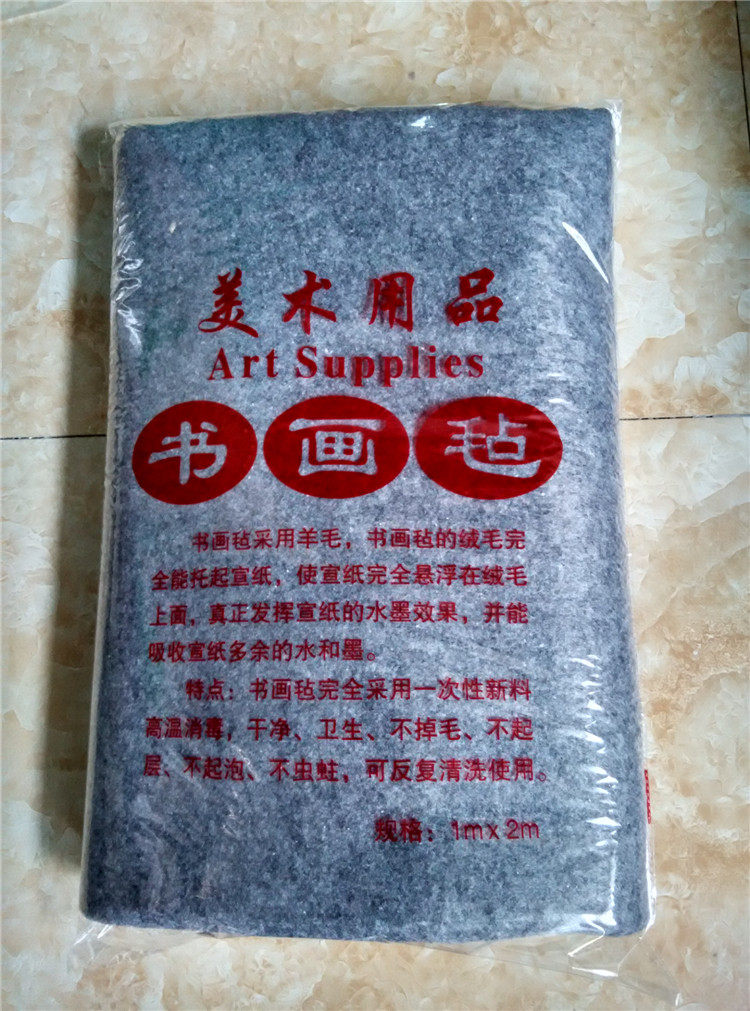 美术用品
Art Supplies
书画毡
书画毡采用羊毛，书画毡的绒毛完
全能托起宣纸，使宣纸完全悬浮在绒毛
上面，真正发挥宣纸的水墨效果，并能
吸收宣纸多余的水和墨。
特点：书画毡完全采用一次性新料
高温消毒，干净、卫生、不掉毛、不起
层、不起泡、不虫蛀，可反复清洗使用。
规格：1m x 2m